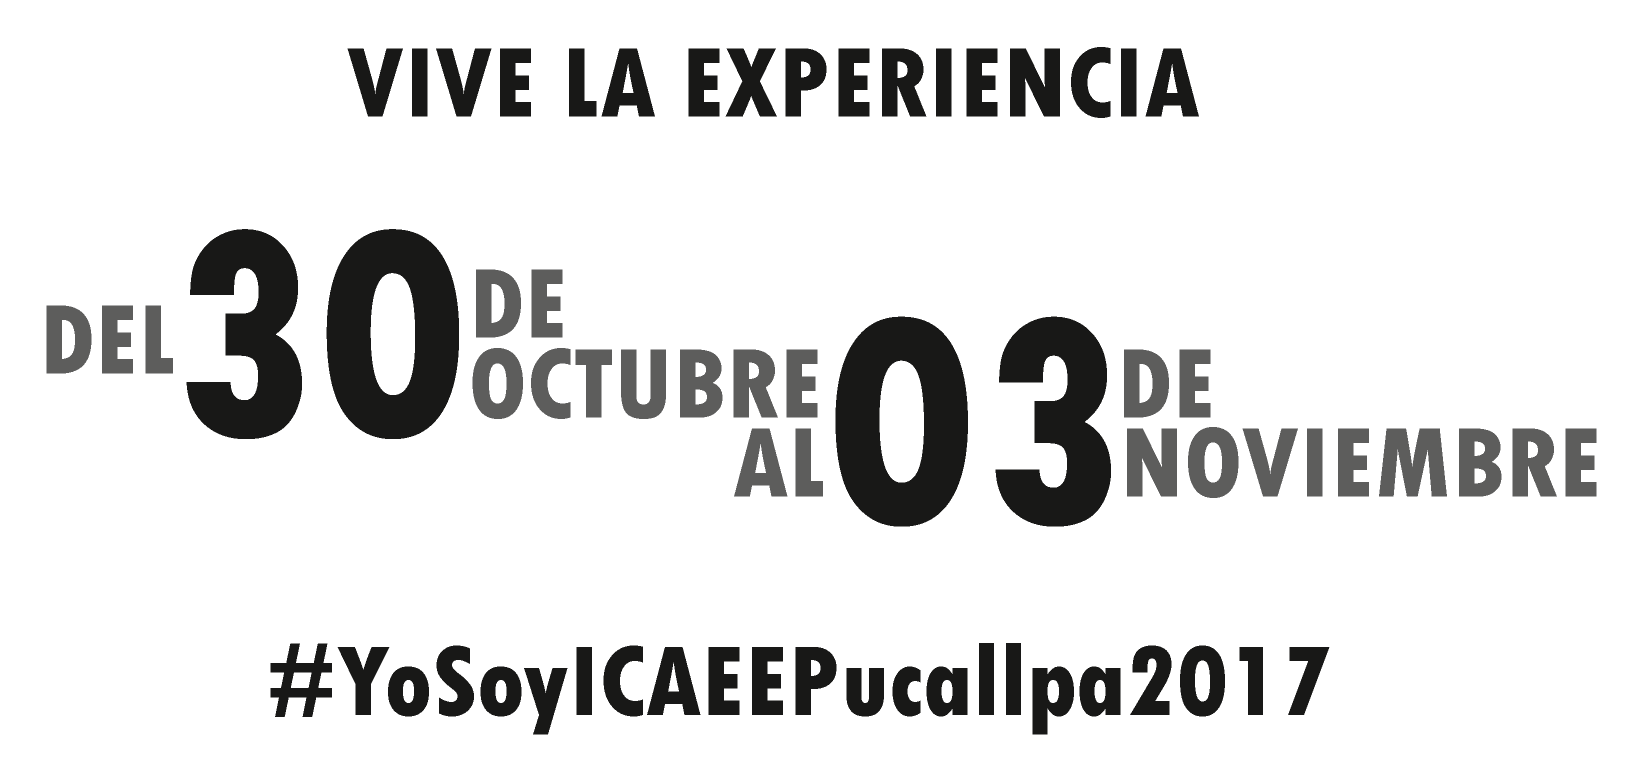 VIVE LA EXPERIENCIA
DEL 30 DE
OCTUBRE
AL 03 DE
NOVIEMBRE
#YoSoyICAEEPucallpa2017